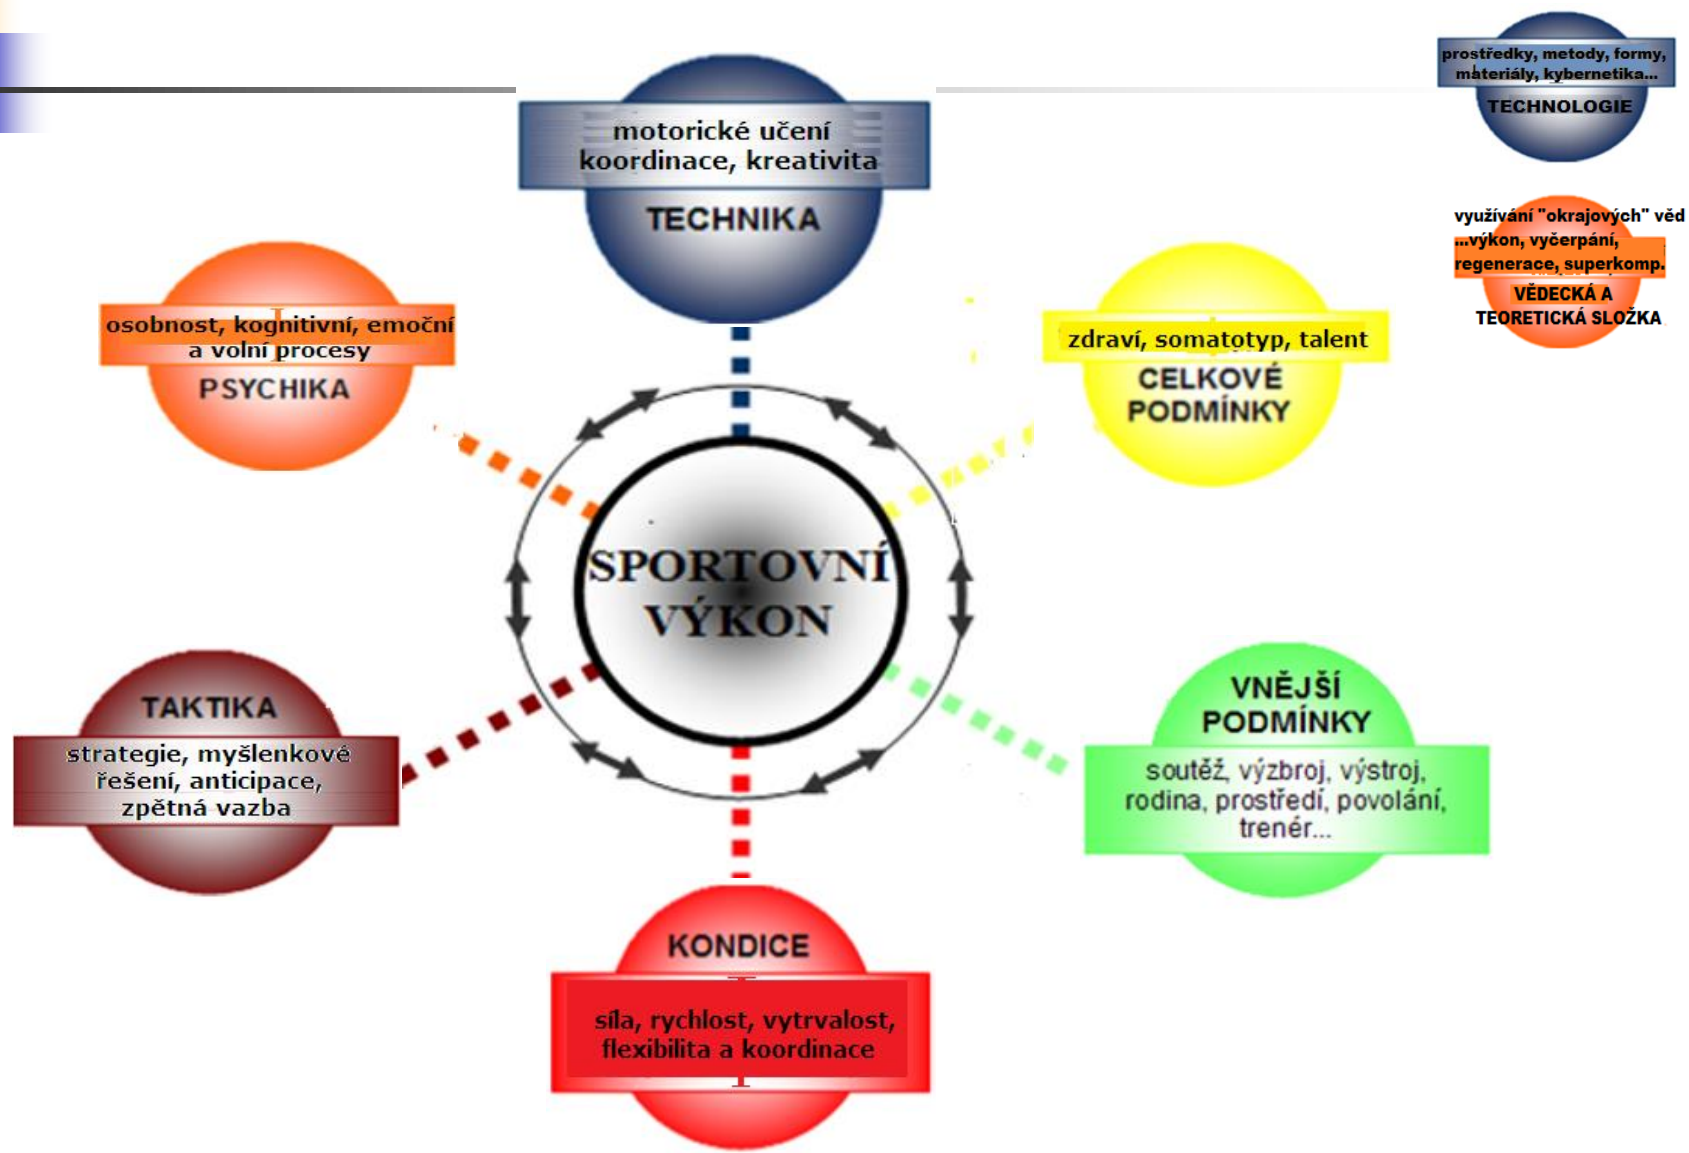 prostředky, metody, formy,
materiály, kybernetika...
TECHNOLOGIE
motorické učení
koordinace, kreativita
TECHNIKA
využívání "okrajových" věd
...výkon, vyčerpání,
regenerace, superkomp.
VĚDECKÁ A
TEORETICKÁ SLOŽKA
osobnost, kognitivní, emoční
a volní procesy
PSYCHIKA
zdraví, somatotyp, talent
CELKOVÉ
PODMÍNKY
SPORTOVNÍ
VÝKON
TAKTIKA
strategie, myšlenkové
řešení, anticipace,
zpětná vazba
VNĚJŠÍ
PODMÍNKY
soutěž, výzbroj, výstroj,
rodina, prostředí, povolání,
trenér...
KONDICE
síla, rychlost, vytrvalost,
flexibilita a koordinace